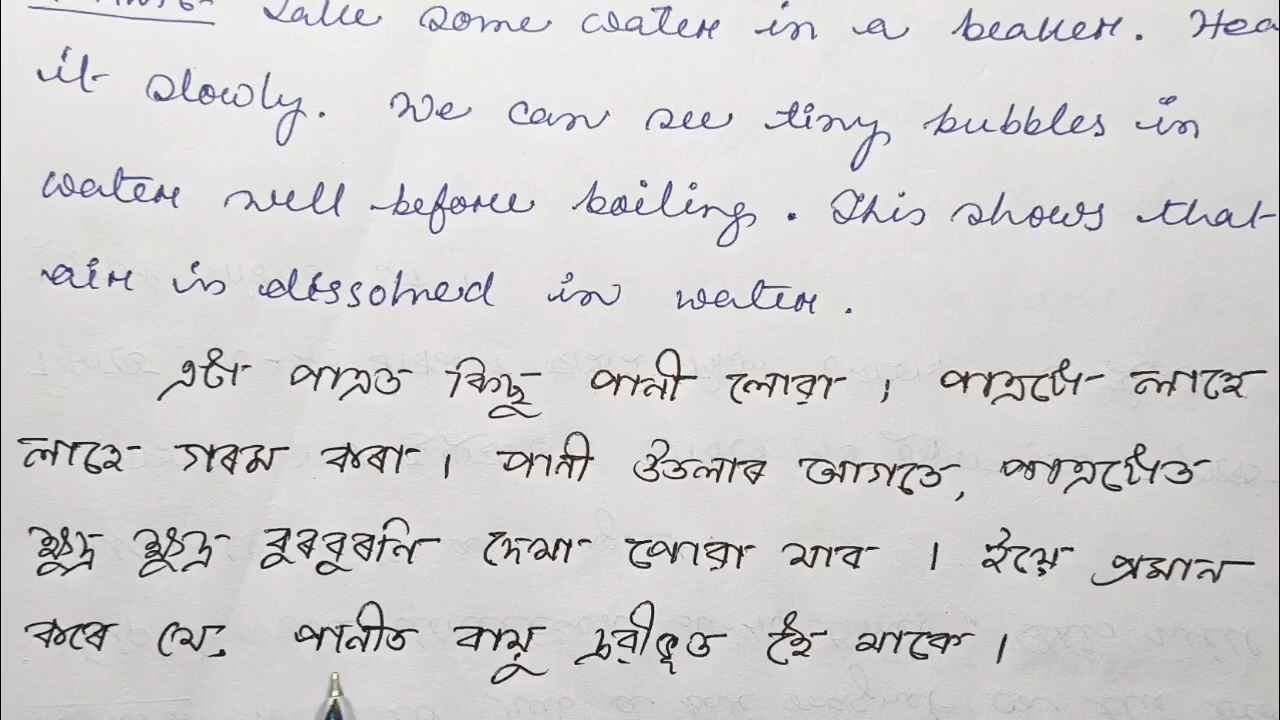 Take some water in a beaker. Hea
it slowly. We can see tiny bubbles in
water well before boiling. This shows that
air is dissolved in water.
এটা পাত্ৰত কিছু পানী লোৱা । পাত্ৰটো লাহে
লাহে গৰম কৰা । পানী উতলাৰ আগতে, পাত্ৰটোত
ক্ষুদ্ৰ ক্ষুদ্ৰ বুৰবুৰণি দেখা পোৱা যাব । ইয়ে প্ৰমান
কৰে যে, পানীত বায়ু দ্ৰৱীভূত হৈ থাকে ।